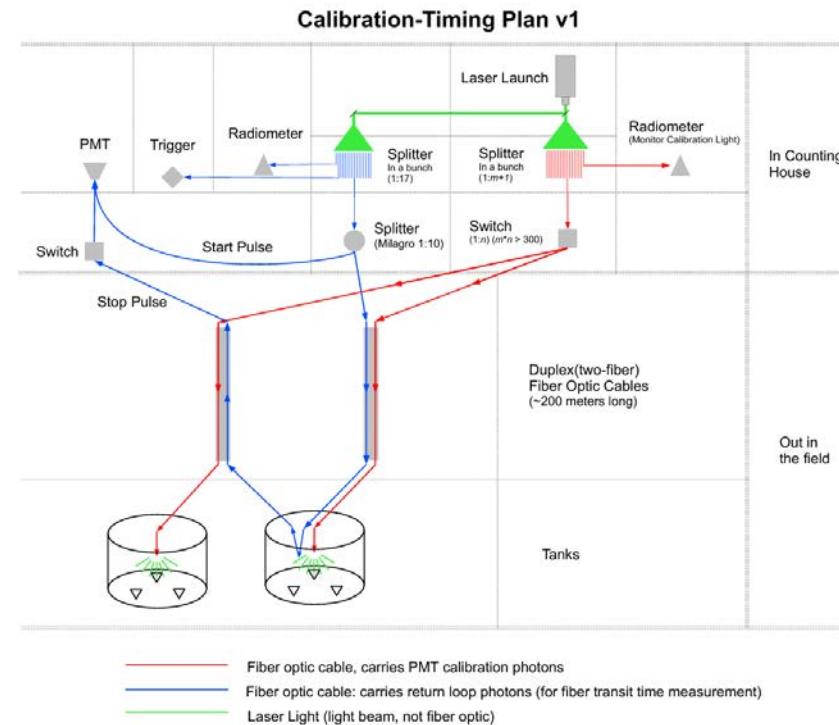 Calibration-Timing Plan v1
Laser Launch
PMT
Trigger
Radiometer
Splitter
In a bunch
(1:17)
Splitter
In a bunch
(1:m+1)
Radiometer
(Monitor Calibration Light)
In Counting
House
Switch
Start Pulse
Splitter
(Milagro 1:10)
Switch
(1:n) (m*n > 300)
Stop Pulse
Duplex(two-fiber)
Fiber Optic Cables
(~200 meters long)
Out in
the field
Tanks
Fiber optic cable, carries PMT calibration photons
Fiber optic cable: carries return loop photons (for fiber transit time measurement)
Laser Light (light beam, not fiber optic)